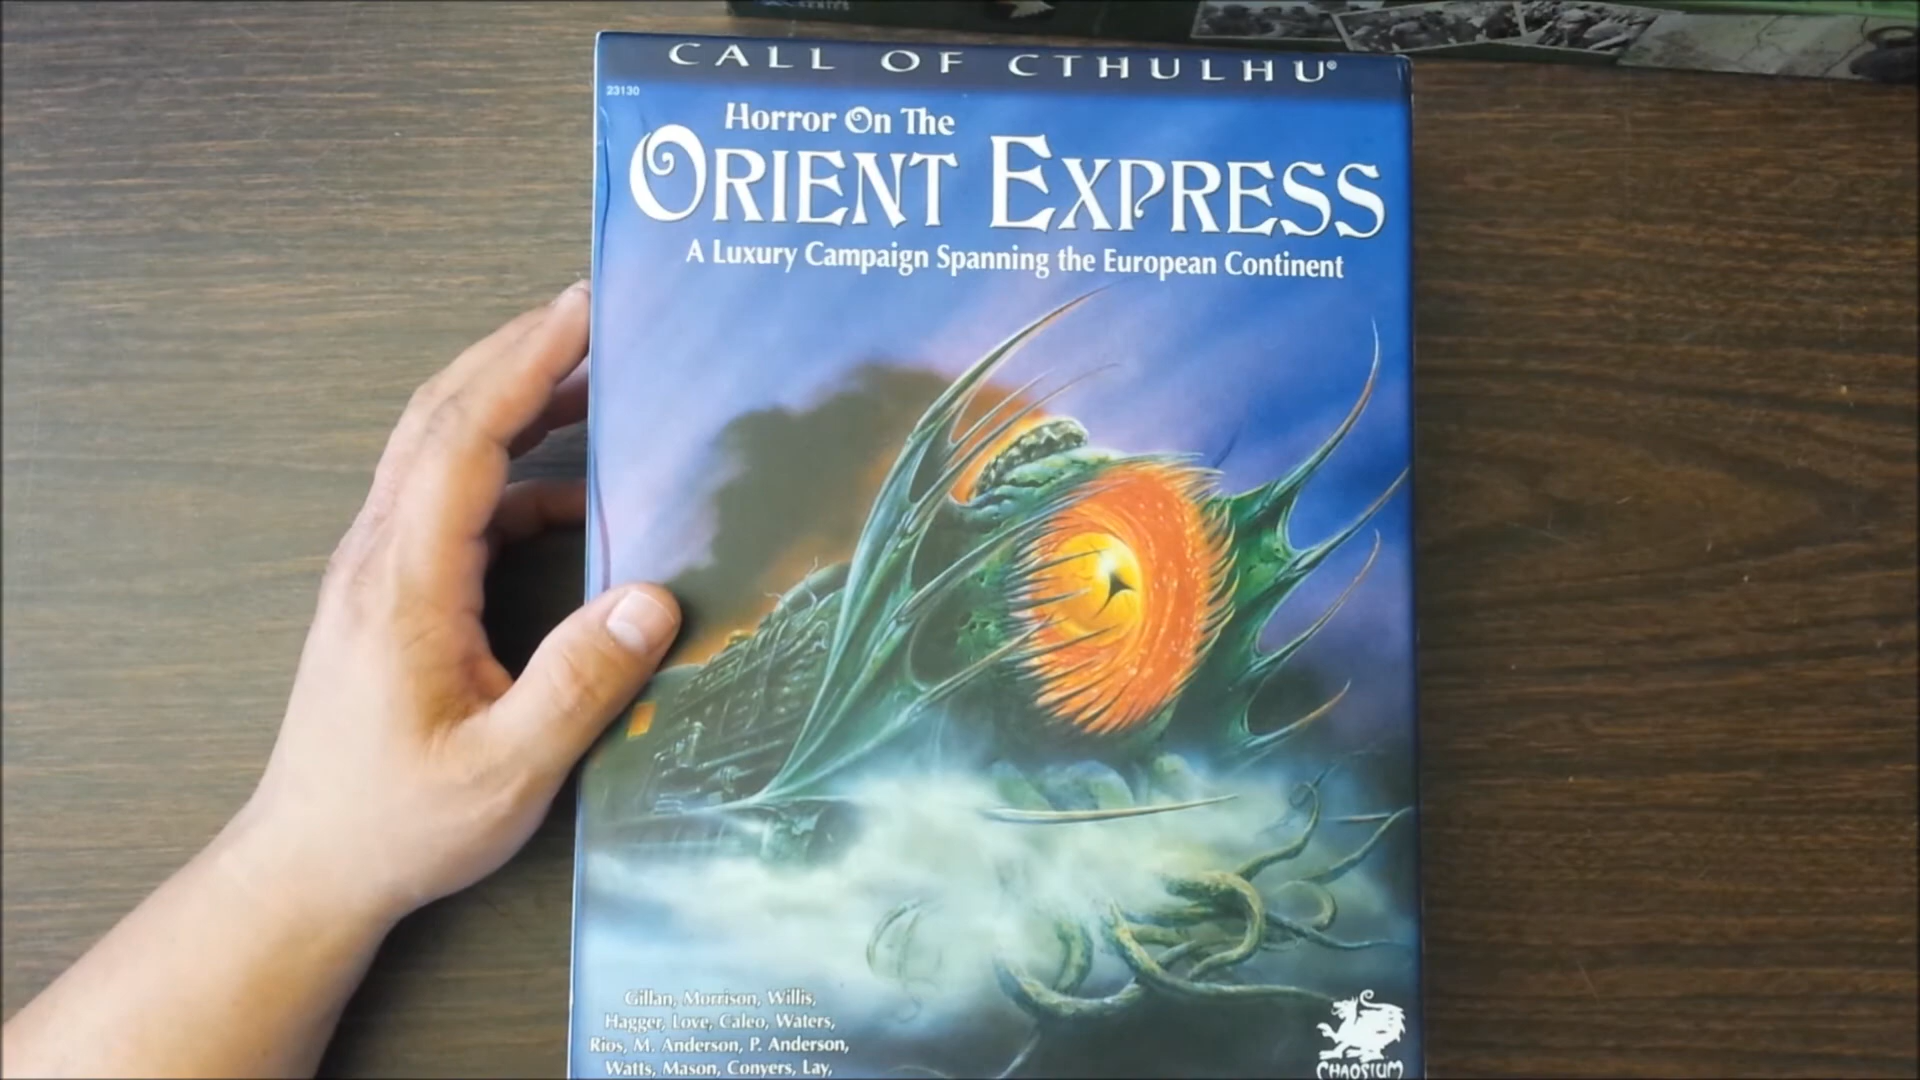 SERIES
CALL OF CTHULHU®
23130
Horror On The
ORIENT EXPRESS
A Luxury Campaign Spanning the European Continent
Gillan, Morrison, Willis,
Hagger, Love, Caleo, Waters,
Rios, M. Anderson, P. Anderson,
Watts, Mason, Conyers, Lay,
CHAOSIUM